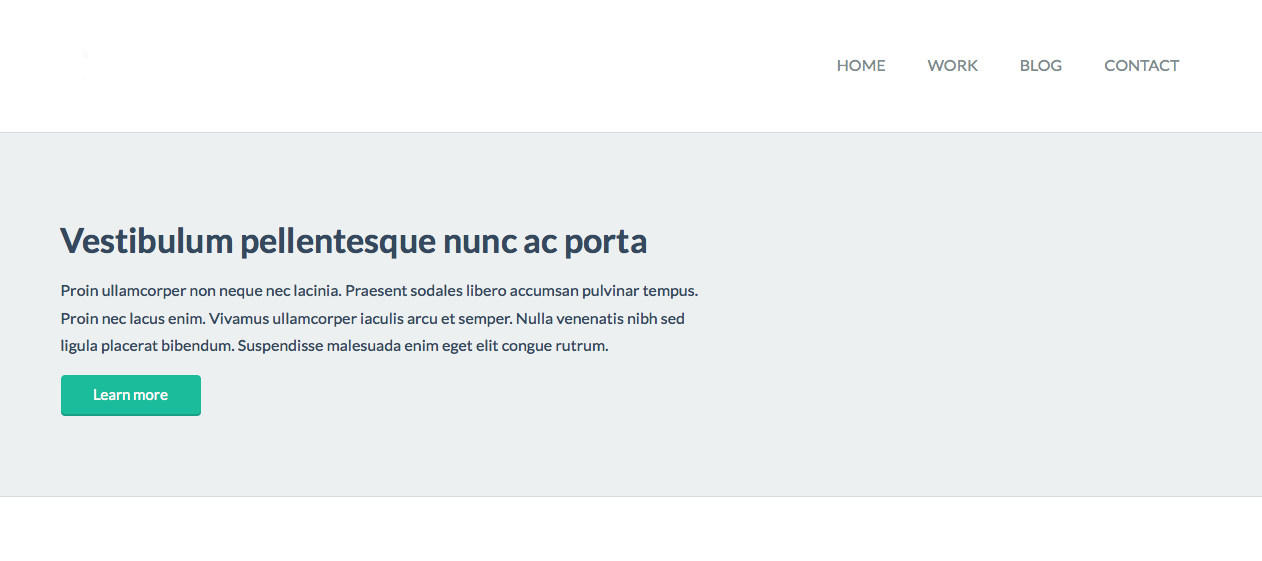 HOME WORK BLOG CONTACT
Vestibulum pellentesque nunc ac porta
Proin ullamcorper non neque nec lacinia. Praesent sodales libero accumsan pulvinar tempus.
Proin nec lacus enim. Vivamus ullamcorper iaculis arcu et semper. Nulla venenatis nibh sed
ligula placerat bibendum. Suspendisse malesuada enim eget elit congue rutrum.
Learn more